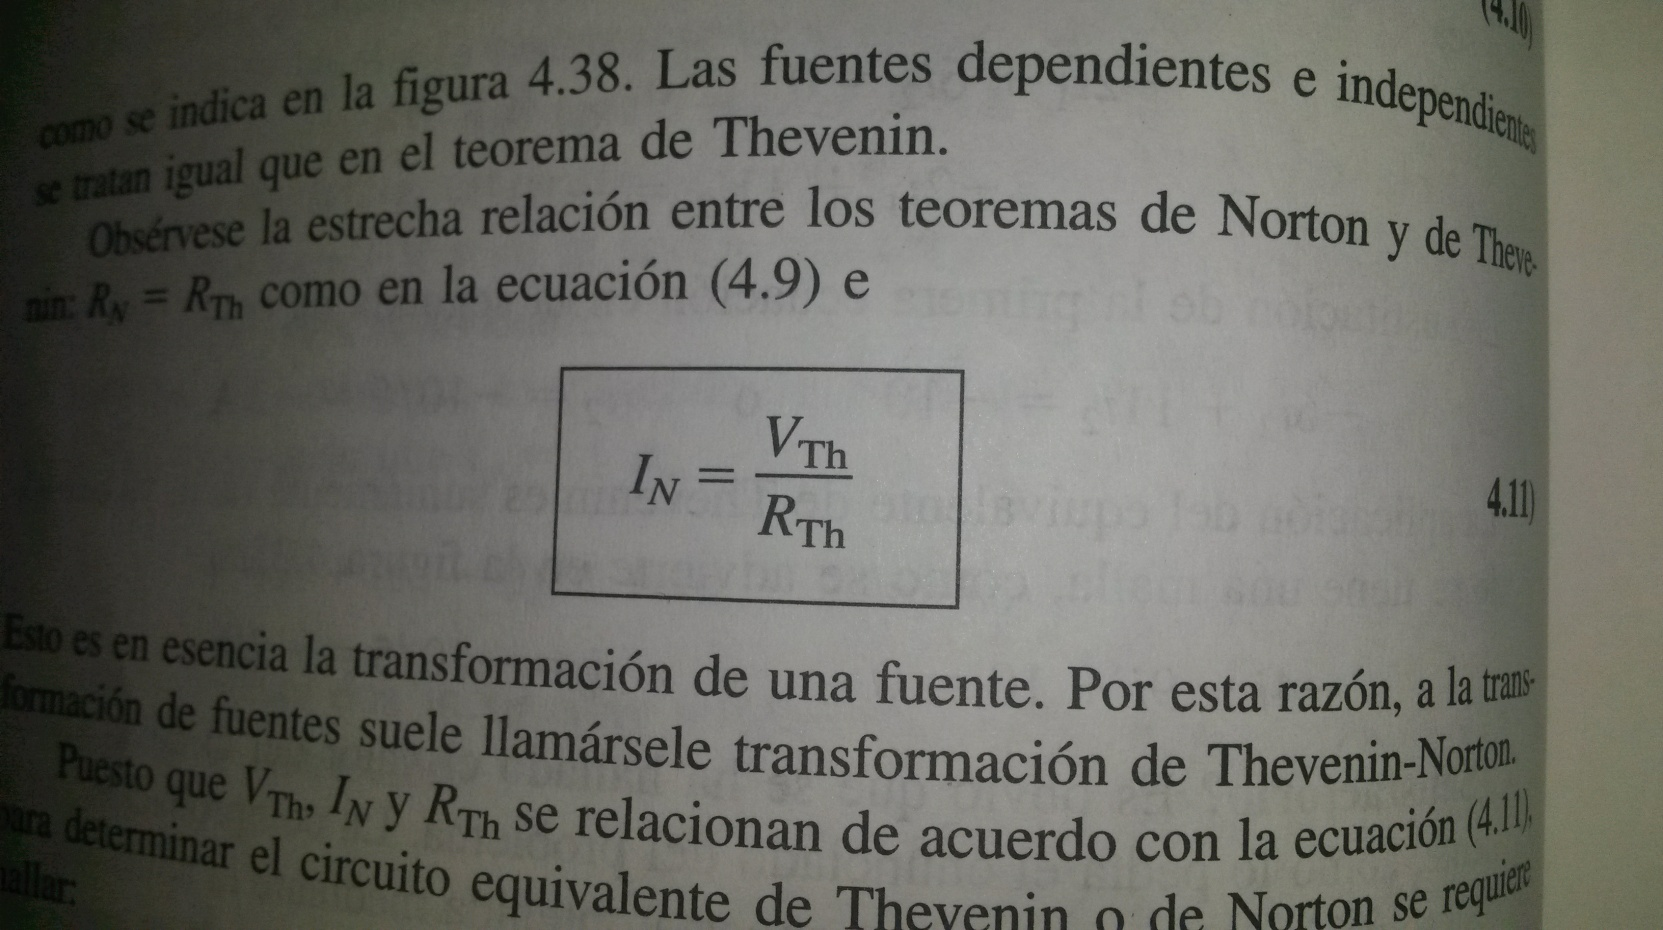 (4.10)
como se indica en la figura 4.38. Las fuentes dependientes e independientes
se tratan igual que en el teorema de Thevenin.
Obsérvese la estrecha relación entre los teoremas de Norton y de Theve-
nin: R_N = R_Th como en la ecuación (4.9) e
I_N = V_Th / R_Th
4.11)
Esto es en esencia la transformación de una fuente. Por esta razón, a la trans-
formación de fuentes suele llamársele transformación de Thevenin-Norton.
Puesto que V_Th, I_N y R_Th se relacionan de acuerdo con la ecuación (4.11),
para determinar el circuito equivalente de Thevenin o de Norton se requiere
hallar: